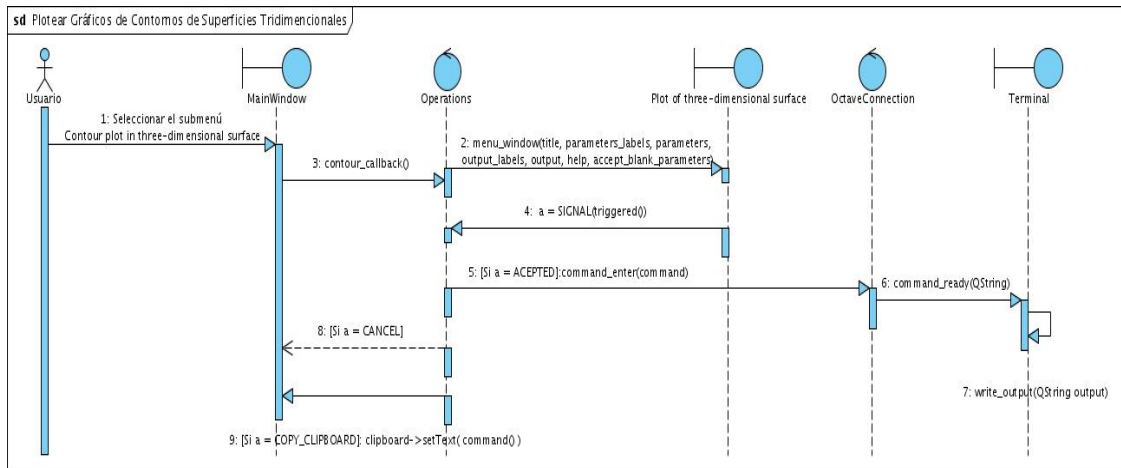 sd Plotear Gráficos de Contornos de Superficies Tridimencionales
Usuario
MainWindow
Operations
Plot of three-dimensional surface
OctaveConnection
Terminal
1: Seleccionar el submenú
Contour plot in three-dimensional surface
2: menu_window(title, parameters_labels, parameters,
output_labels, output, help, accept_blank_parameters)
3: contour_callback()
4: a = SIGNAL(triggered())
5: [Si a = ACEPTED]:command_enter(command)
6: command_ready(QString)
8: [Si a = CANCEL]
7: write_output(QString output)
9: [Si a = COPY_CLIPBOARD]: clipboard->setText( command() )